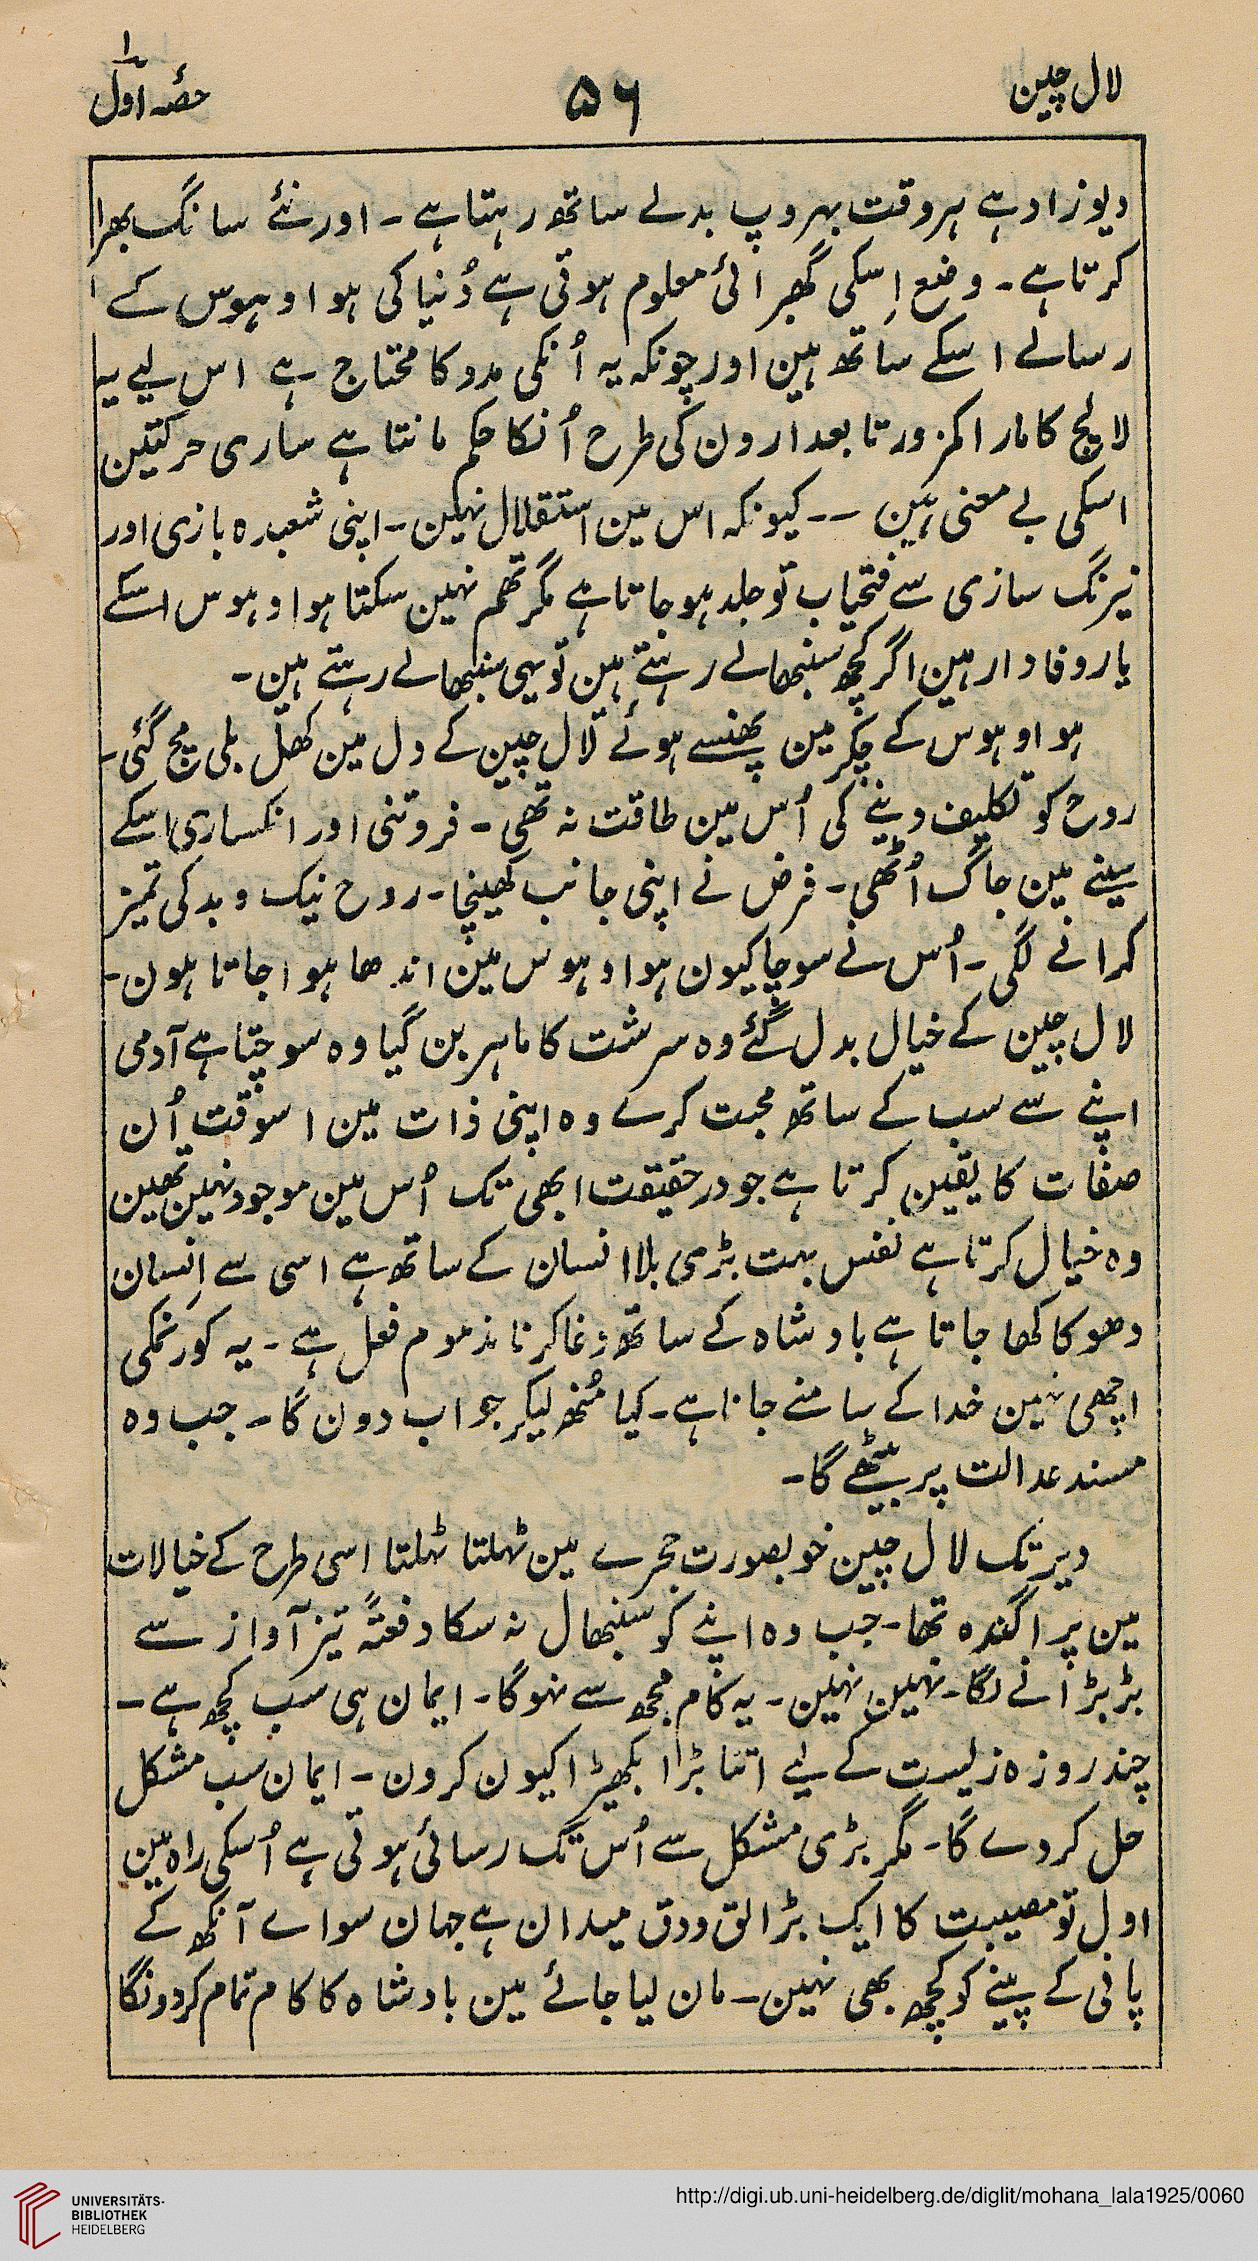 لال چین
۵۶
حصہ اول
دیوزاد ہے ہر وقت بہروپ بدلے ساتھ رہتا ہے - اور نئے سانگ بھرا
کرتا ہے - وضع اِسکی گھبرائی معلوم ہوتی ہے دُنیا کی ہوا و ہوس کے
رسالے اسکے ساتھ ہین اور چونکہ یہ اُنکی مدد کا محتاج ہے اس لیے یہ
لالچ کا مارا کمزور تابعدارون کی طرح اُنکا حکم مانتا ہے ساری حرکتین
اسکی بے معنی ہین -- کیونکہ اس مین استقلال نہین - اپنی شعبدہ بازی اور
نیرنگ سازی سے فتحیاب تو جلد ہو جاتا ہے مگر تھم نہین سکتا ہوا و ہوس اسکے
یار وفادار ہین اگر کچھ سنبھالے رہتے ہین تو یہی سنبھالے رہتے ہین -
ہوا و ہوس کے چکر مین پھنسے ہوئے لال چین کے دل مین کھل بلی مچ گئی -
روح کو تکلیف دینے کی اُس مین طاقت نہ تھی - فروتنی اور انکساری اسکے
سینے مین جاگ اُٹھی - فرض نے اپنی جانب کھینچا - روح نیک و بد کی تمیز
کرانے لگی - اُس نے سوچا کیون ہوا و ہوس مین اندھا ہوا جاتا ہون -
لال چین کے خیال بدل گئے وہ سرشت کا ماہر بن گیا وہ سوچتا ہے آدمی
اپنے سے سب کے ساتھ محبت کرے وہ اپنی ذات مین اسوقت اُن
صفات کا یقین کرتا ہے جو درحقیقت ابھی تک اُس مین موجود نہین تھین
وہ خیال کرتا ہے نفس بہت بڑی بلا انسان کے ساتھ ہے اسی سے اِنسان
دھوکا کھا جاتا ہے بادشاہ کے ساتھ دغا کرنا مذموم فعل ہے - یہ کور نمکی
اچھی نہین خدا کے سامنے جانا ہے - کیا مُنھ لیکر جواب دون گا - جب وہ
مسند عدالت پر بیٹھے گا -
دیر تک لال چین خوبصورت حجرے مین ٹہلتا ٹہلتا اسی طرح کے خیالات
مین پراگندہ تھا - جب وہ اپنے کو سنبھال نہ سکا دفعتہً تیز آواز سے
بڑبڑانے لگا - نہین نہین - یہ کام مجھ سے نہوگا - ایمان ہی سب کچھ ہے -
چند روزہ زیست کے لیے اتنا بڑا بکھیڑا کیون کرون - ایمان سب مشکل
حل کر دے گا - مگر بڑی مشکل سے اُس تک رسائی ہوتی ہے اُسکی راہ مین
اول تو مصیبت کا ایک بڑا لق و دق میدان ہے جہان سواے آنکھ کے
پانی کے پینے کو کچھ بھی نہین - مان لیا جائے مین بادشاہ کا کام تمام کر دونگا
UNIVERSITÄTS-
BIBLIOTHEK
HEIDELBERG
http://digi.ub.uni-heidelberg.de/diglit/mohana_lala1925/0060